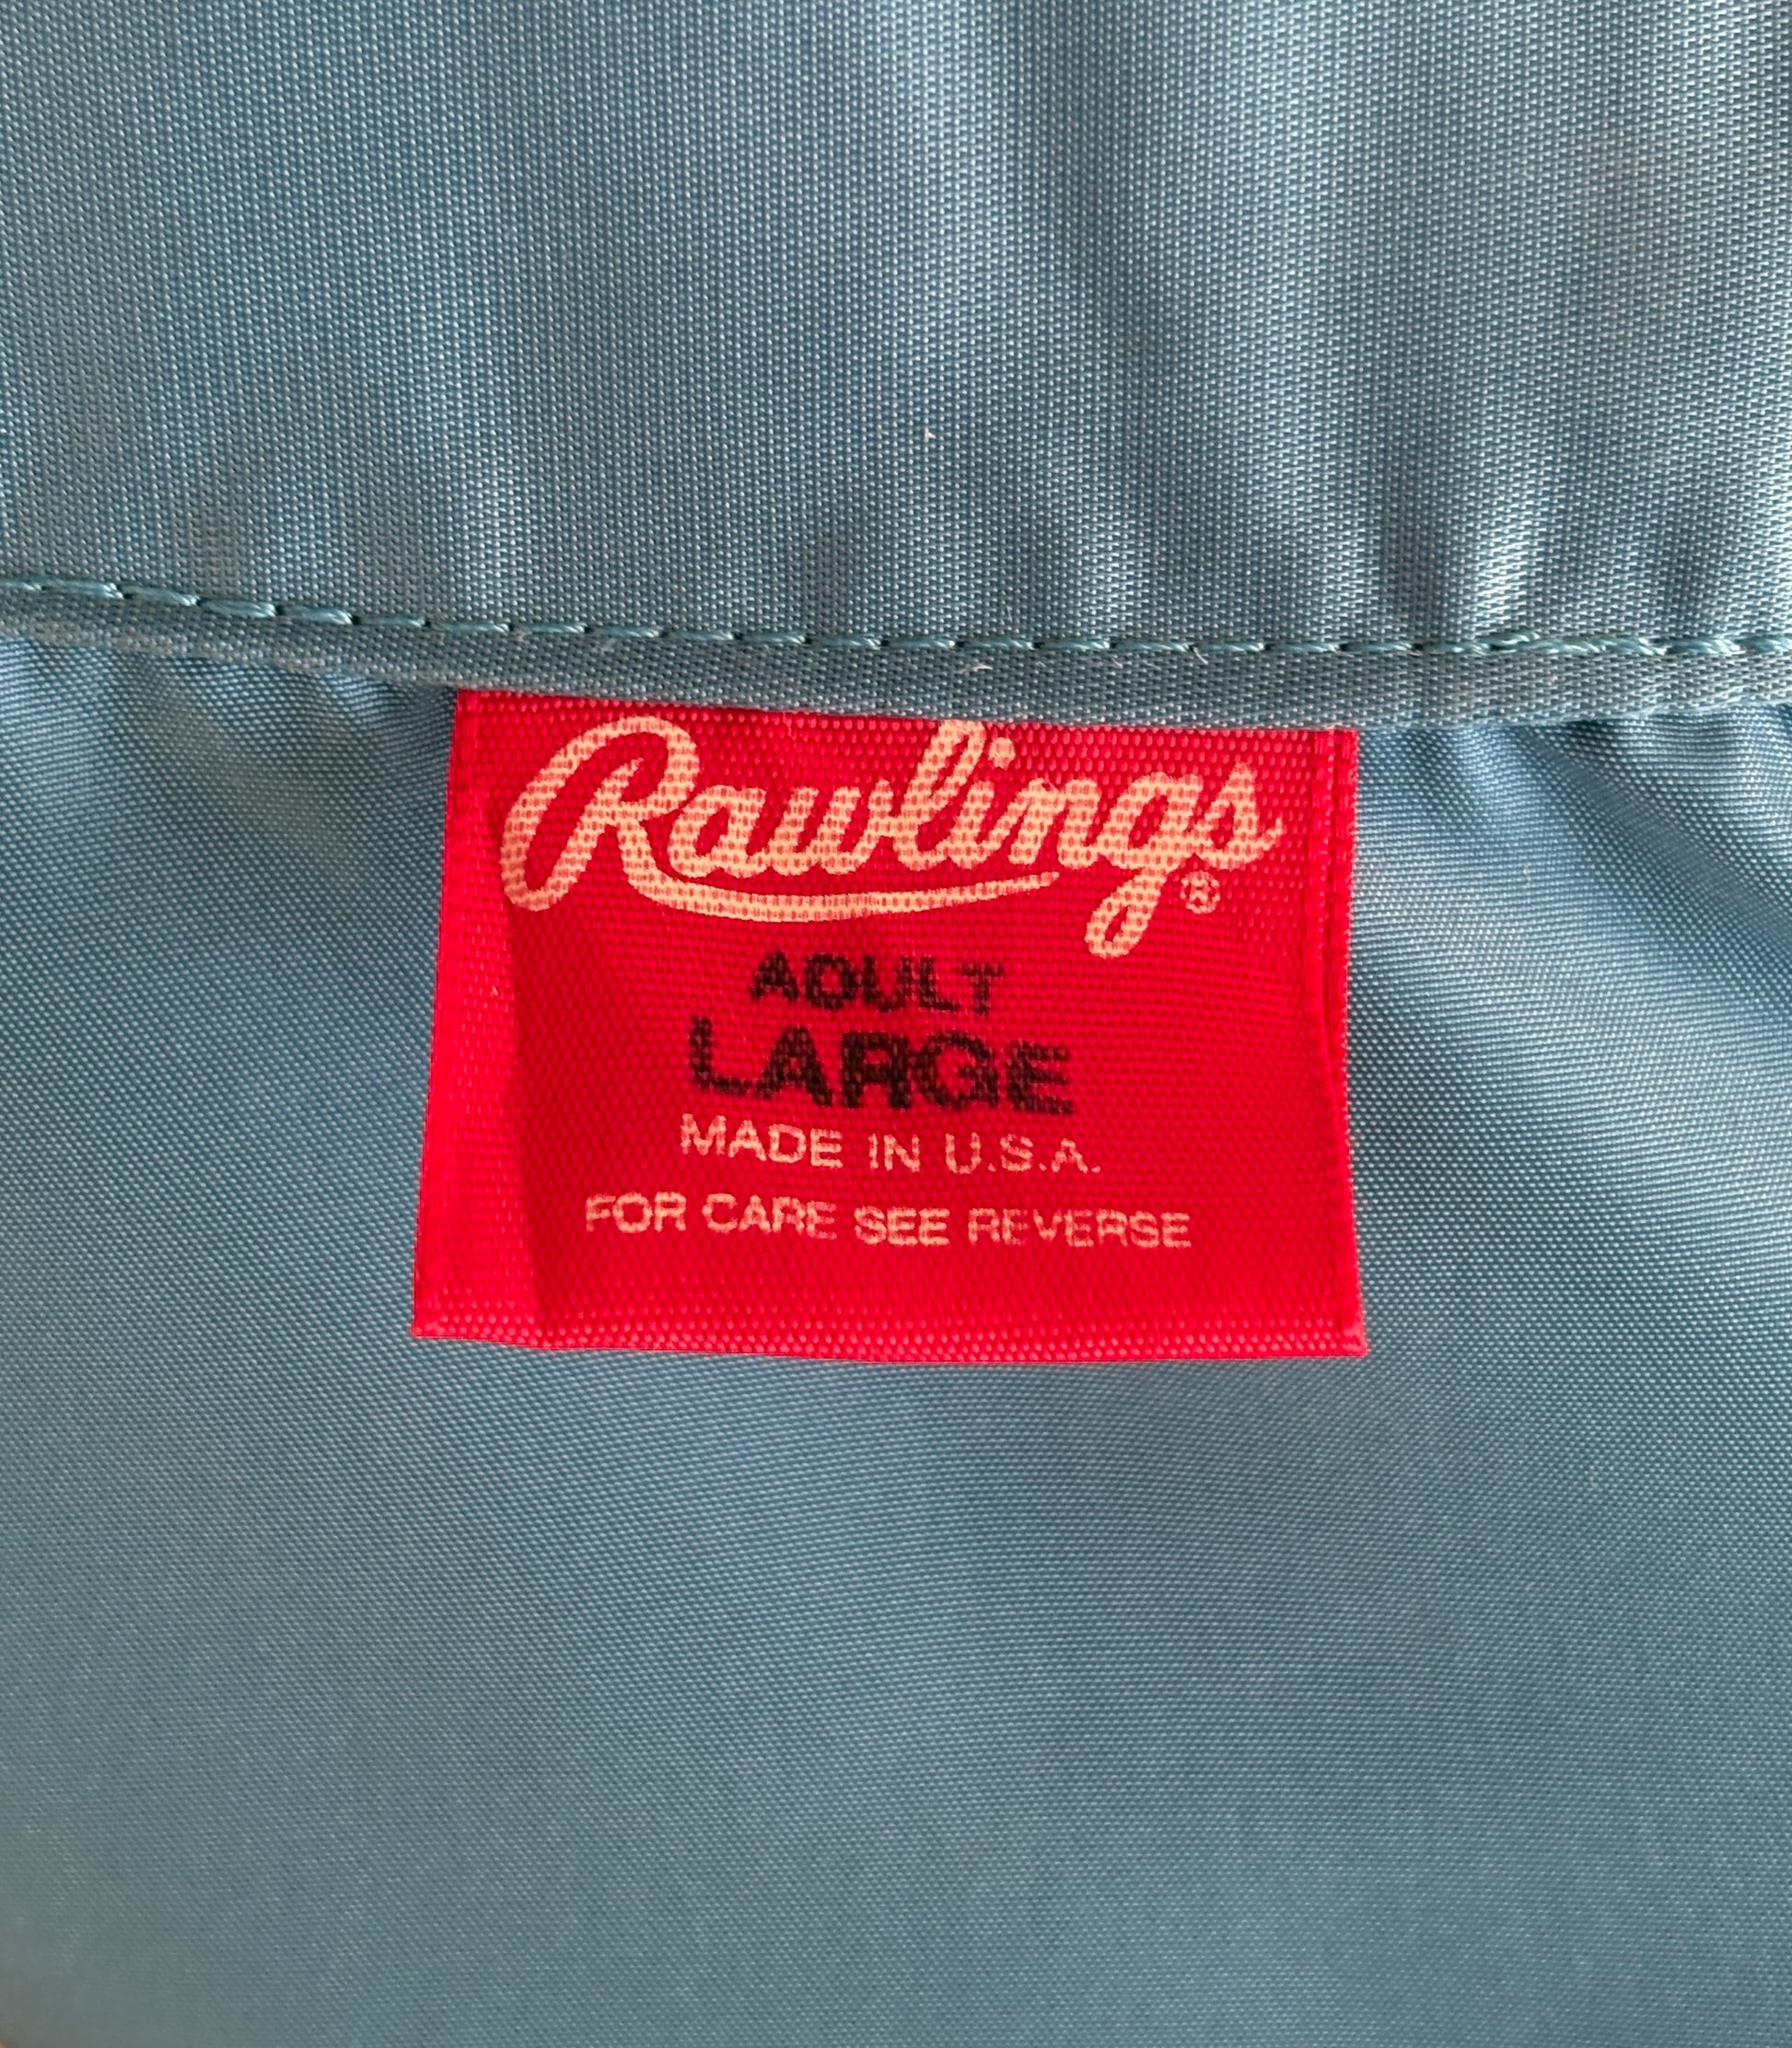 Rawlings®
ADULT
LARGE
MADE IN U.S.A.
FOR CARE SEE REVERSE